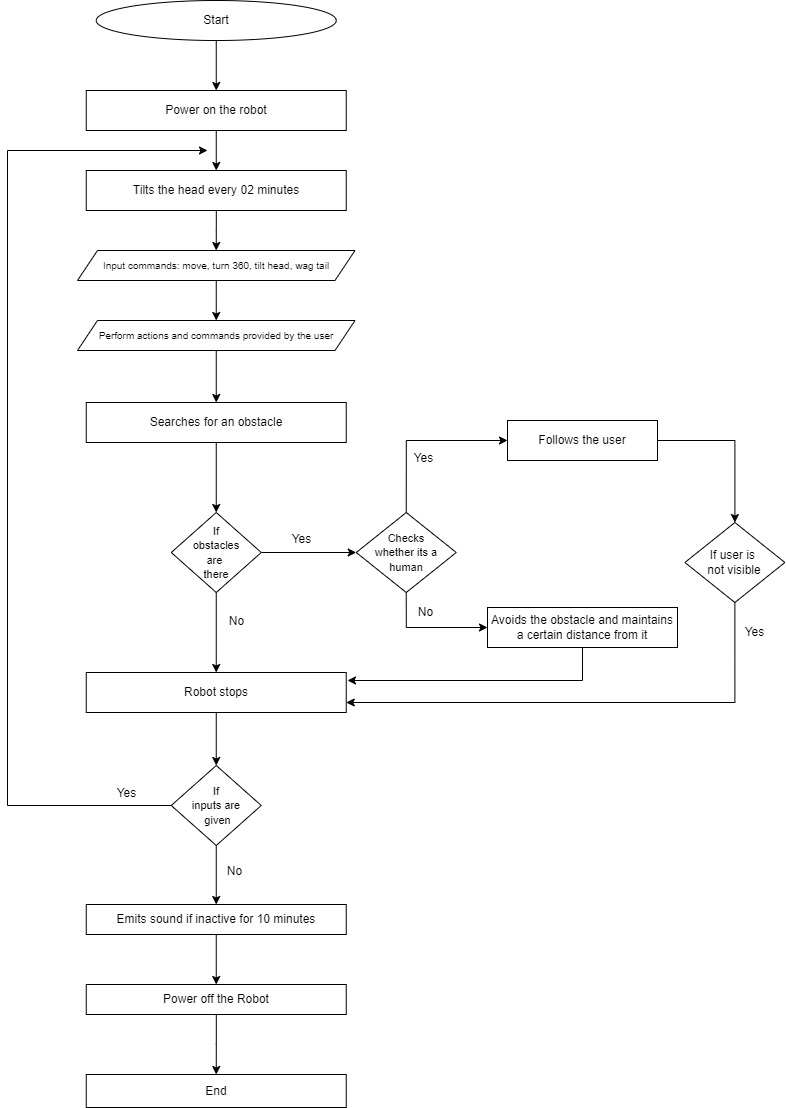 Start
Power on the robot
Tilts the head every 02 minutes
Input commands: move, turn 360, tilt head, wag tail
Perform actions and commands provided by the user
Searches for an obstacle
Follows the user
Yes
If
obstacles
are
there
Yes
Checks
whether its a
human
If user is
not visible
No
No
Avoids the obstacle and maintains
a certain distance from it
Yes
Robot stops
If
inputs are
given
Yes
No
Emits sound if inactive for 10 minutes
Power off the Robot
End